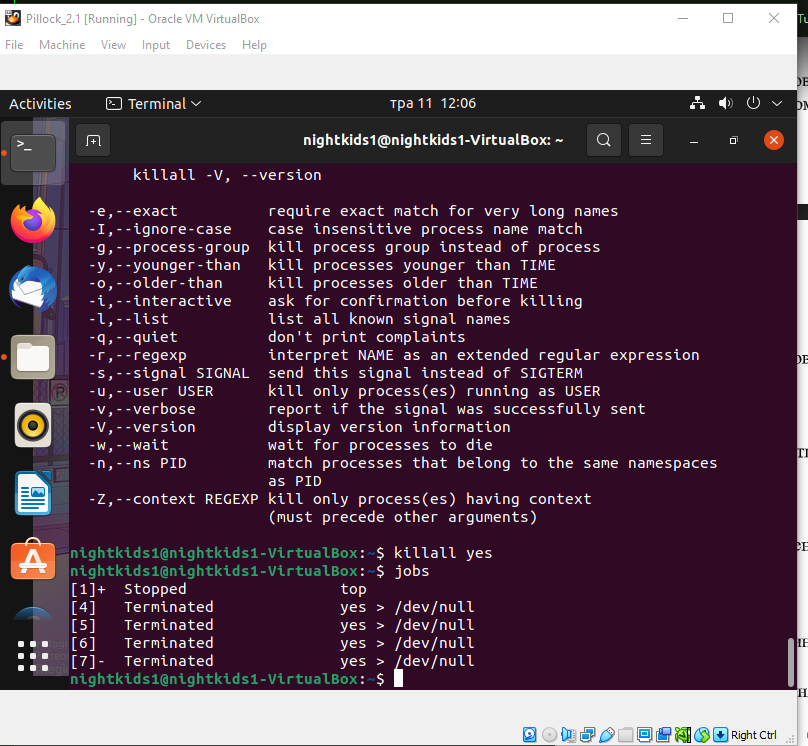 Pillock_2.1 [Running] - Oracle VM VirtualBox
File Machine View Input Devices Help
Activities Terminal тра 11 12:06
nightkids1@nightkids1-VirtualBox: ~
killall -V, --version
-e,--exact require exact match for very long names
-I,--ignore-case case insensitive process name match
-g,--process-group kill process group instead of process
-y,--younger-than kill processes younger than TIME
-o,--older-than kill processes older than TIME
-i,--interactive ask for confirmation before killing
-l,--list list all known signal names
-q,--quiet don't print complaints
-r,--regexp interpret NAME as an extended regular expression
-s,--signal SIGNAL send this signal instead of SIGTERM
-u,--user USER kill only process(es) running as USER
-v,--verbose report if the signal was successfully sent
-V,--version display version information
-w,--wait wait for processes to die
-n,--ns PID match processes that belong to the same namespaces
as PID
-Z,--context REGEXP kill only process(es) having context
(must precede other arguments)
nightkids1@nightkids1-VirtualBox:~$ killall yes
nightkids1@nightkids1-VirtualBox:~$ jobs
[1]+ Stopped top
[4] Terminated yes > /dev/null
[5] Terminated yes > /dev/null
[6] Terminated yes > /dev/null
[7]- Terminated yes > /dev/null
nightkids1@nightkids1-VirtualBox:~$
Right Ctrl